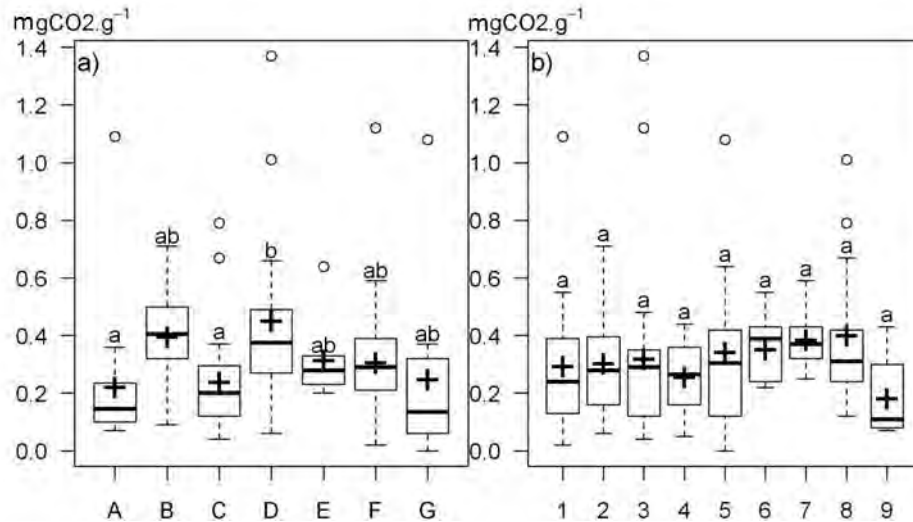 mgCO2.g⁻¹ mgCO2.g⁻¹
1.4 1.4
a) b)
1.2 1.2
1.0 1.0
0.8 0.8
ab b a a
0.6 0.6
ab a a a a
0.4 a a ab ab 0.4 a a a
0.2 0.2
0.0 0.0
A B C D E F G 1 2 3 4 5 6 7 8 9